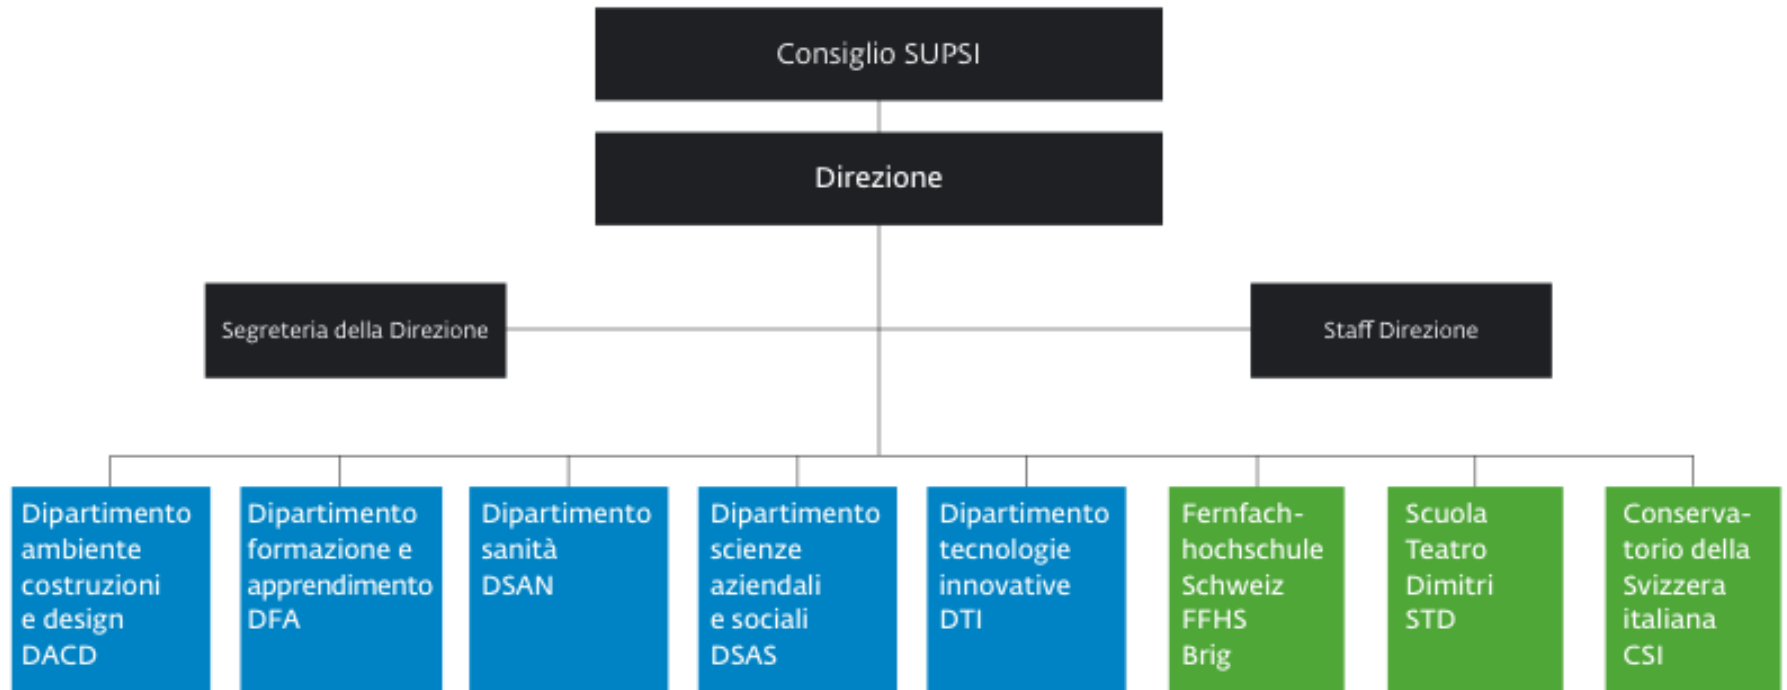 Consiglio SUPSI
Direzione
Segreteria della Direzione
Staff Direzione
Dipartimento
ambiente
costruzioni
e design
DACD
Dipartimento
formazione e
apprendimento
DFA
Dipartimento
sanità
DSAN
Dipartimento
scienze
aziendali
e sociali
DSAS
Dipartimento
tecnologie
innovative
DTI
Fernfach-
hochschule
Schweiz
FFHS
Brig
Scuola
Teatro
Dimitri
STD
Conserva-
torio della
Svizzera
italiana
CSI